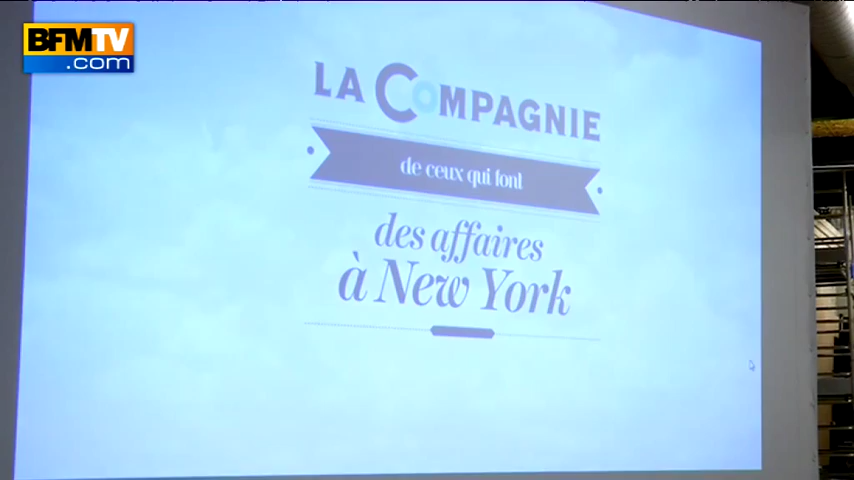 BFMTV
.com
LA COMPAGNIE
de ceux qui font
des affaires
à New York